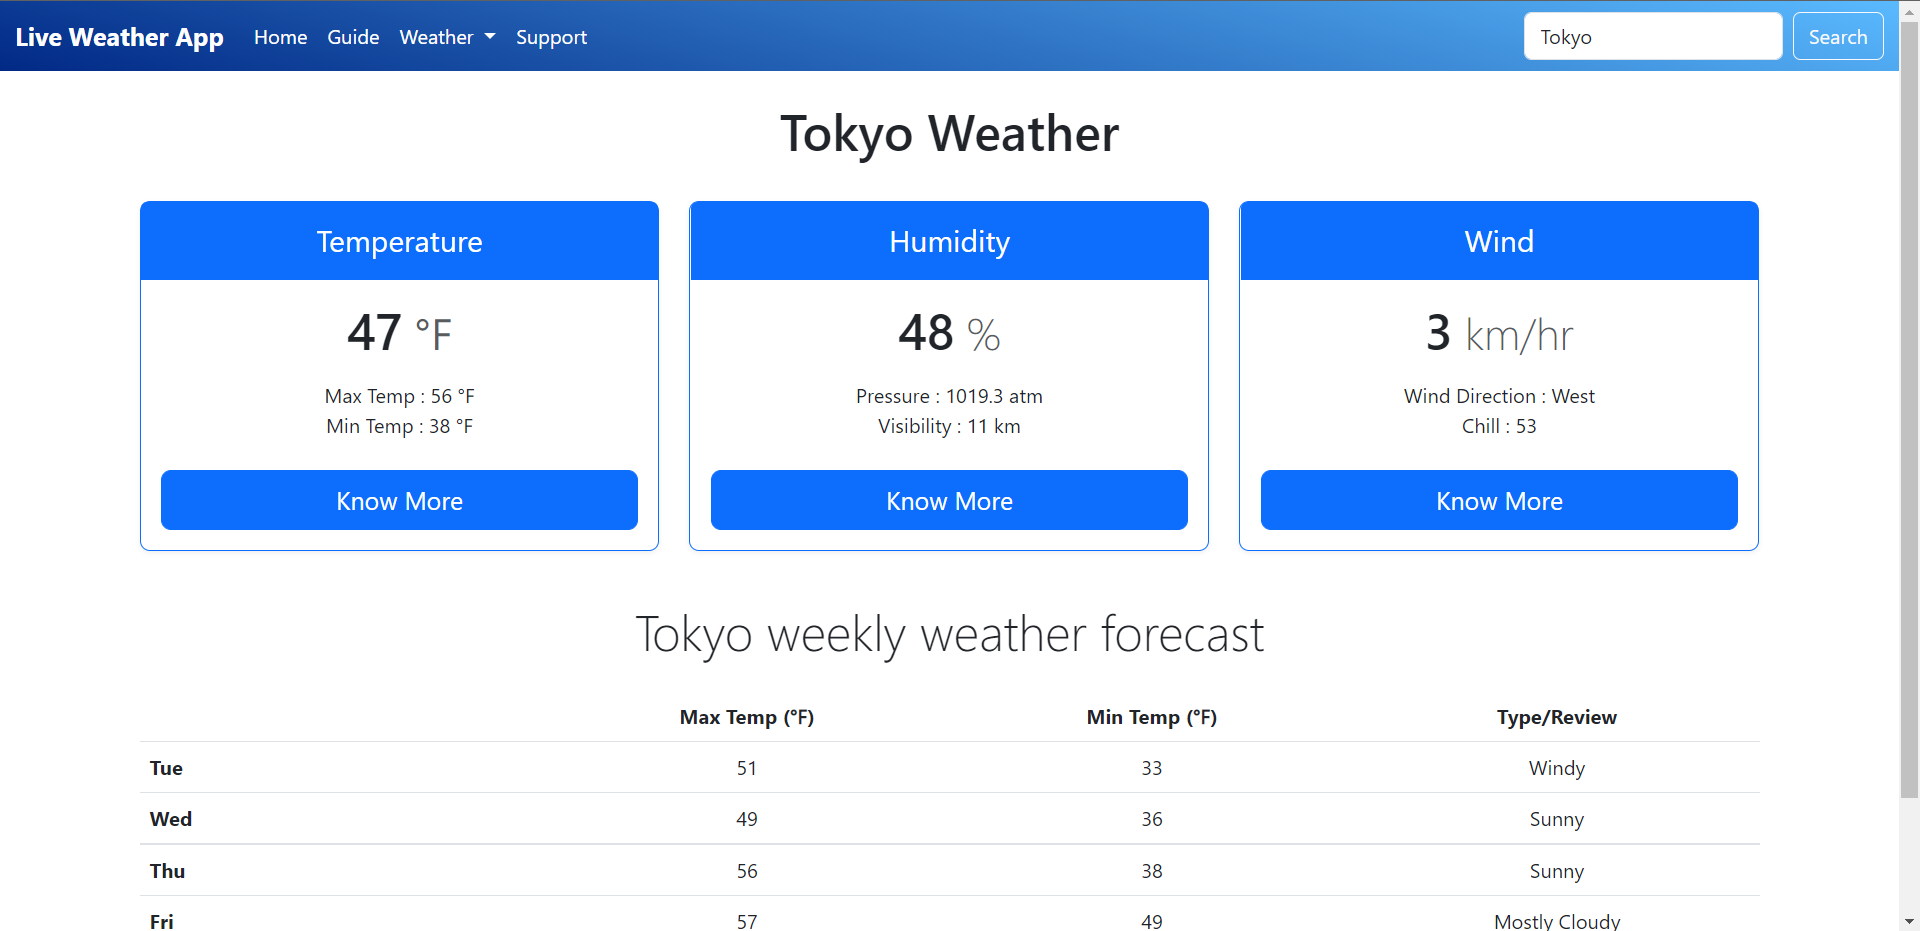 Live Weather App Home Guide Weather Support Tokyo Search
Tokyo Weather
Temperature Humidity Wind
47 °F 48 % 3 km/hr
Max Temp : 56 °F Pressure : 1019.3 atm Wind Direction : West
Min Temp : 38 °F Visibility : 11 km Chill : 53
Know More Know More Know More
Tokyo weekly weather forecast
Max Temp (°F) Min Temp (°F) Type/Review
Tue 51 33 Windy
Wed 49 36 Sunny
Thu 56 38 Sunny
Fri 57 49 Mostly Cloudy